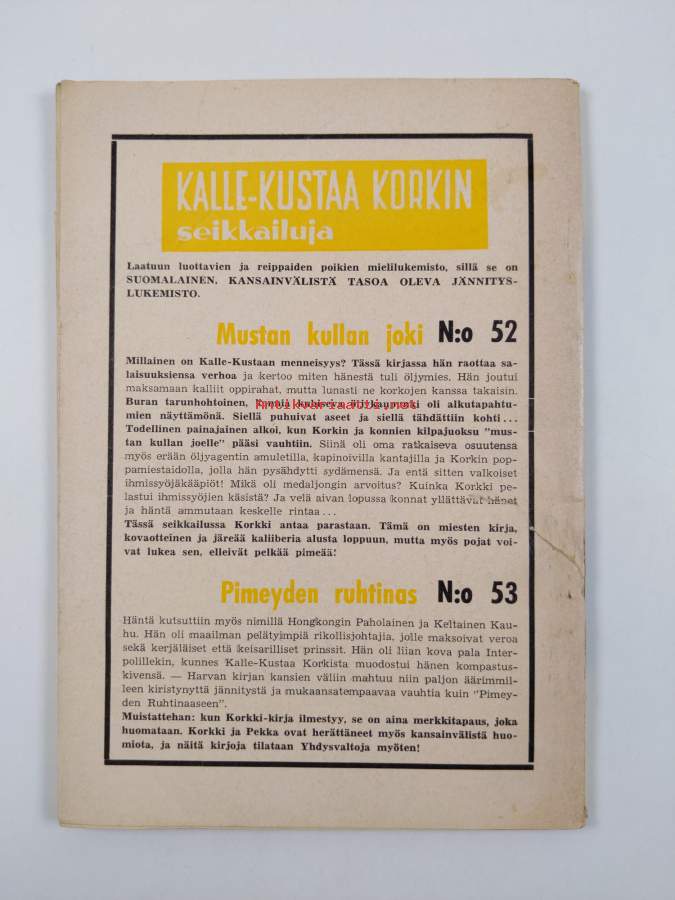 KALLE-KUSTAA KORKIN
seikkailuja
Laatuun luottavien ja reippaiden poikien mielilukemisto, sillä se on
SUOMALAINEN, KANSAINVÄLISTÄ TASOA OLEVA JÄNNITYS-
LUKEMISTO.
Mustan kullan joki N:o 52
Millainen on Kalle-Kustaan menneisyys? Tässä kirjassa hän raottaa sa-
laisuuksiensa verhoa ja kertoo miten hänestä tuli öljymies. Hän joutui
maksamaan kalliit oppirahat, mutta lunasti ne korkojen kanssa takaisin.
Buran tarunhohtoinen, konnia kuhiseva öljykaupunki oli alkutapahtu-
Antikvariaatti.net
mien näyttämönä. Siellä puhuivat aseet ja siellä tähdättiin kohti...
Todellinen painajainen alkoi, kun Korkin ja konnien kilpajuoksu "mus-
tan kullan joelle" pääsi vauhtiin. Siinä oli oma ratkaiseva osuutensa
myös erään öljyagentin amuletilla, kapinoivilla kantajilla ja Korkin pop-
pamiestaidolla, jolla hän pysähdytti sydämensä. Ja entä sitten valkoiset
ihmissyöjäkääpiöt! Mikä oli medaljongin arvoitus? Kuinka Korkki pe-
lastui ihmissyöjien käsistä? Ja velä aivan lopussa konnat yllättävät hänet
ja häntä ammutaan keskelle rintaa...
Tässä seikkailussa Korkki antaa parastaan. Tämä on miesten kirja,
kovaotteinen ja järeää kaliiberia alusta loppuun, mutta myös pojat voi-
vat lukea sen, elleivät pelkää pimeää!
Pimeyden ruhtinas N:o 53
Häntä kutsuttiin myös nimillä Hongkongin Paholainen ja Keltainen Kau-
hu. Hän oli maailman pelätyimpiä rikollisjohtajia, jolle maksoivat veroa
sekä kerjäläiset että keisarilliset prinssit. Hän oli liian kova pala Inter-
polillekin, kunnes Kalle-Kustaa Korkista muodostui hänen kompastus-
kivensä. — Harvan kirjan kansien väliin mahtuu niin paljon äärimmil-
leen kiristynyttä jännitystä ja mukaansatempaavaa vauhtia kuin "Pimey-
den Ruhtinaaseen".
Muistattehan: kun Korkki-kirja ilmestyy, se on aina merkkitapaus, joka
huomataan. Korkki ja Pekka ovat herättäneet myös kansainvälistä huo-
miota, ja näitä kirjoja tilataan Yhdysvaltoja myöten!